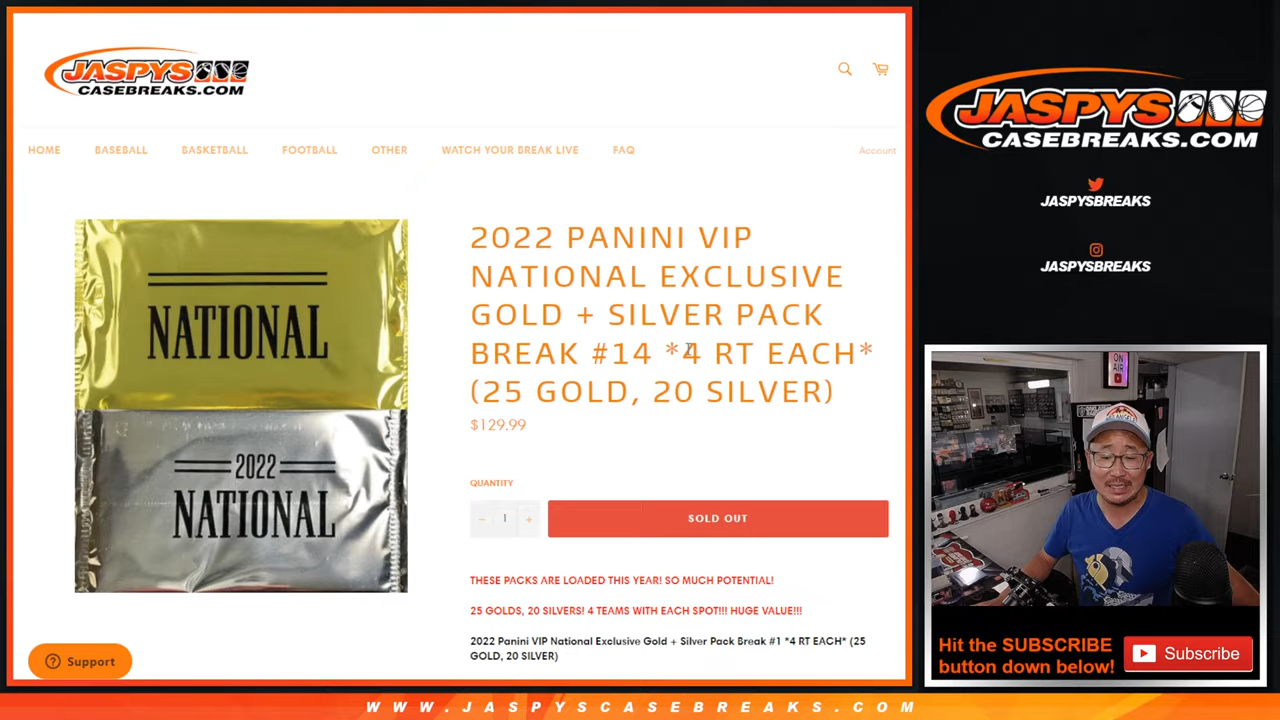 JASPYS
CASEBREAKS.COM
HOME
BASEBALL
BASKETBALL
FOOTBALL
OTHER
WATCH YOUR BREAK LIVE
FAQ
Account
NATIONAL
2022
NATIONAL
2022 PANINI VIP
NATIONAL EXCLUSIVE
GOLD + SILVER PACK
BREAK #14 *4 RT EACH*
(25 GOLD, 20 SILVER)
$129.99
QUANTITY
− 1 +
SOLD OUT
THESE PACKS ARE LOADED THIS YEAR! SO MUCH POTENTIAL!
25 GOLDS, 20 SILVERS! 4 TEAMS WITH EACH SPOT!!! HUGE VALUE!!!
2022 Panini VIP National Exclusive Gold + Silver Pack Break #1 *4 RT EACH* (25
GOLD, 20 SILVER)
Support
JASPYS
CASEBREAKS.COM
JASPYSBREAKS
JASPYSBREAKS
ON
AIR
Hit the SUBSCRIBE
button down below!
Subscribe
WWW.JASPYSCASEBREAKS.COM